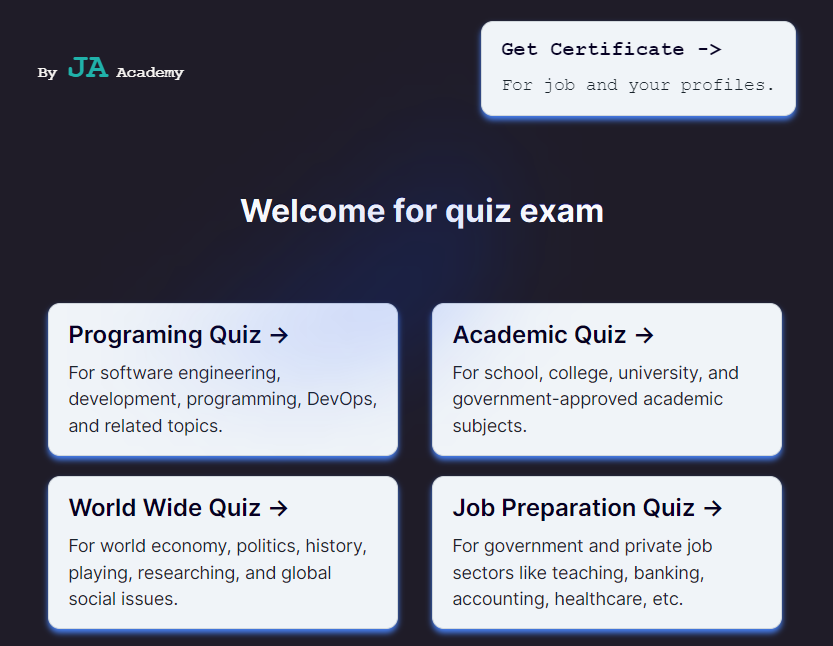 By JA Academy
Get Certificate ->
For job and your profiles.
Welcome for quiz exam
Programing Quiz →
For software engineering,
development, programming, DevOps,
and related topics.
Academic Quiz →
For school, college, university, and
government-approved academic
subjects.
World Wide Quiz →
For world economy, politics, history,
playing, researching, and global
social issues.
Job Preparation Quiz →
For government and private job
sectors like teaching, banking,
accounting, healthcare, etc.